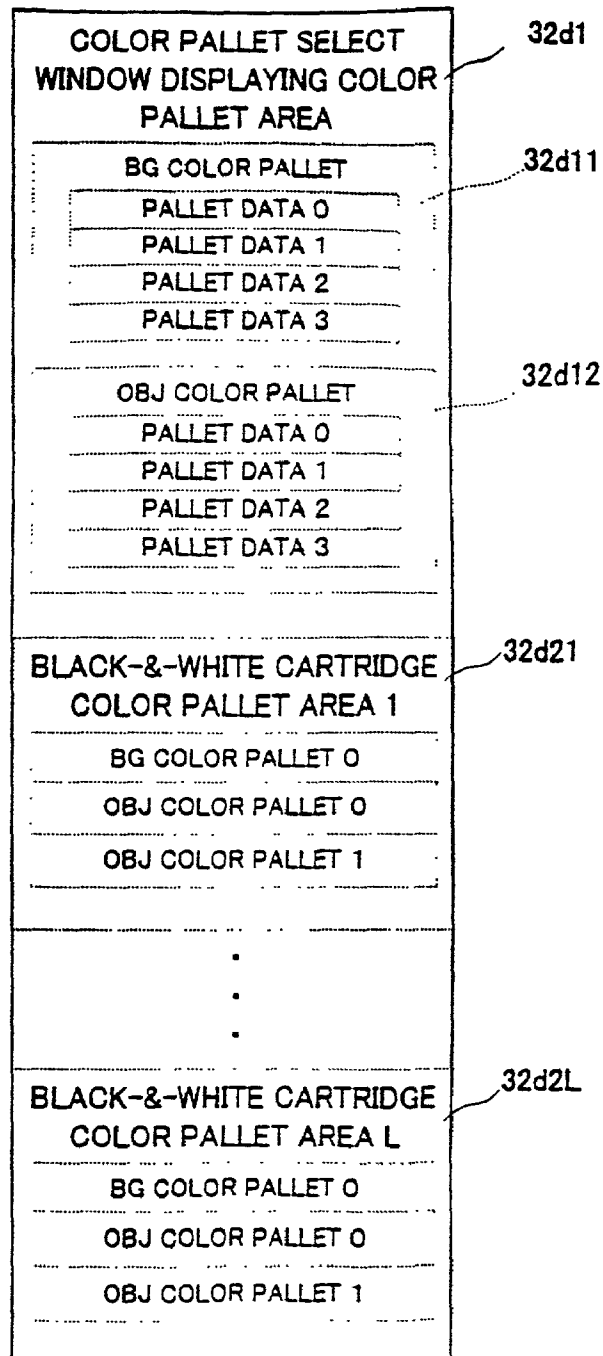 COLOR PALLET SELECT
32d1
WINDOW DISPLAYING COLOR
PALLET AREA
BG COLOR PALLET
32d11
PALLET DATA 0
PALLET DATA 1
PALLET DATA 2
PALLET DATA 3
OBJ COLOR PALLET
32d12
PALLET DATA 0
PALLET DATA 1
PALLET DATA 2
PALLET DATA 3
BLACK-&-WHITE CARTRIDGE
32d21
COLOR PALLET AREA 1
BG COLOR PALLET 0
OBJ COLOR PALLET 0
OBJ COLOR PALLET 1
BLACK-&-WHITE CARTRIDGE
32d2L
COLOR PALLET AREA L
BG COLOR PALLET 0
OBJ COLOR PALLET 0
OBJ COLOR PALLET 1